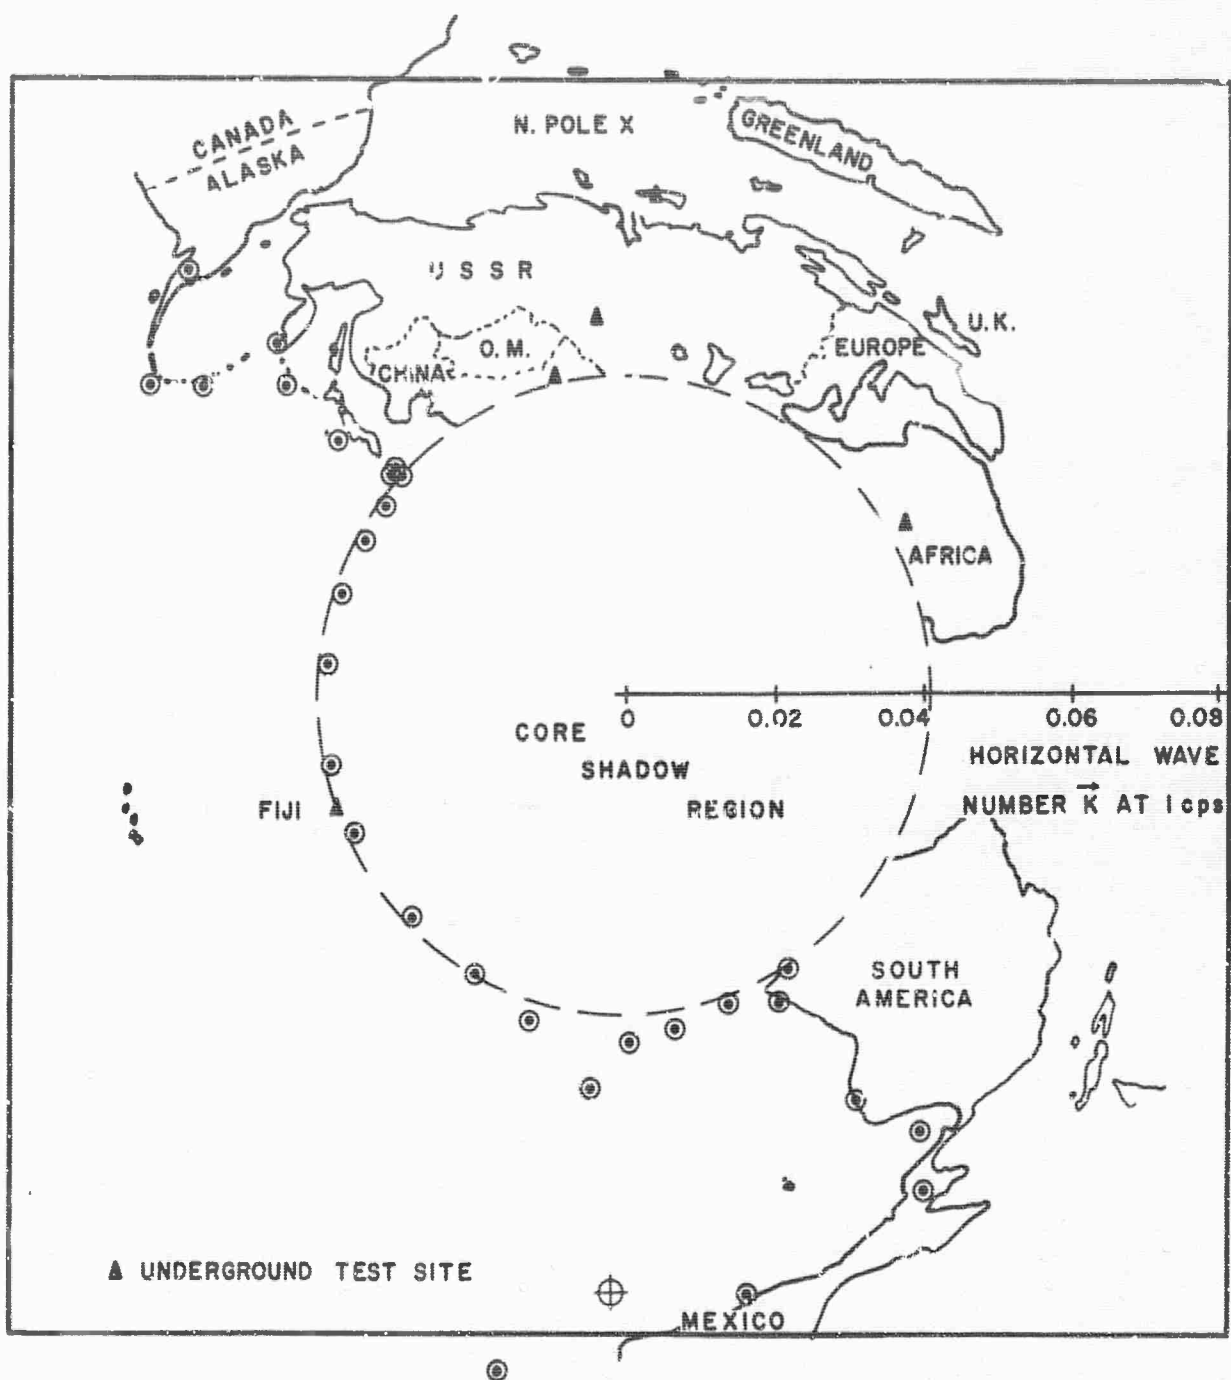 CANADA
ALASKA
N. POLE X
GREENLAND
U S S R
U.K.
O. M.
EUROPE
CHINA
AFRICA
0 0.02 0.04 0.06 0.08
CORE
SHADOW
REGION
HORIZONTAL WAVE
NUMBER K⃗ AT 1 cps
FIJI
SOUTH
AMERICA
▲ UNDERGROUND TEST SITE
MEXICO